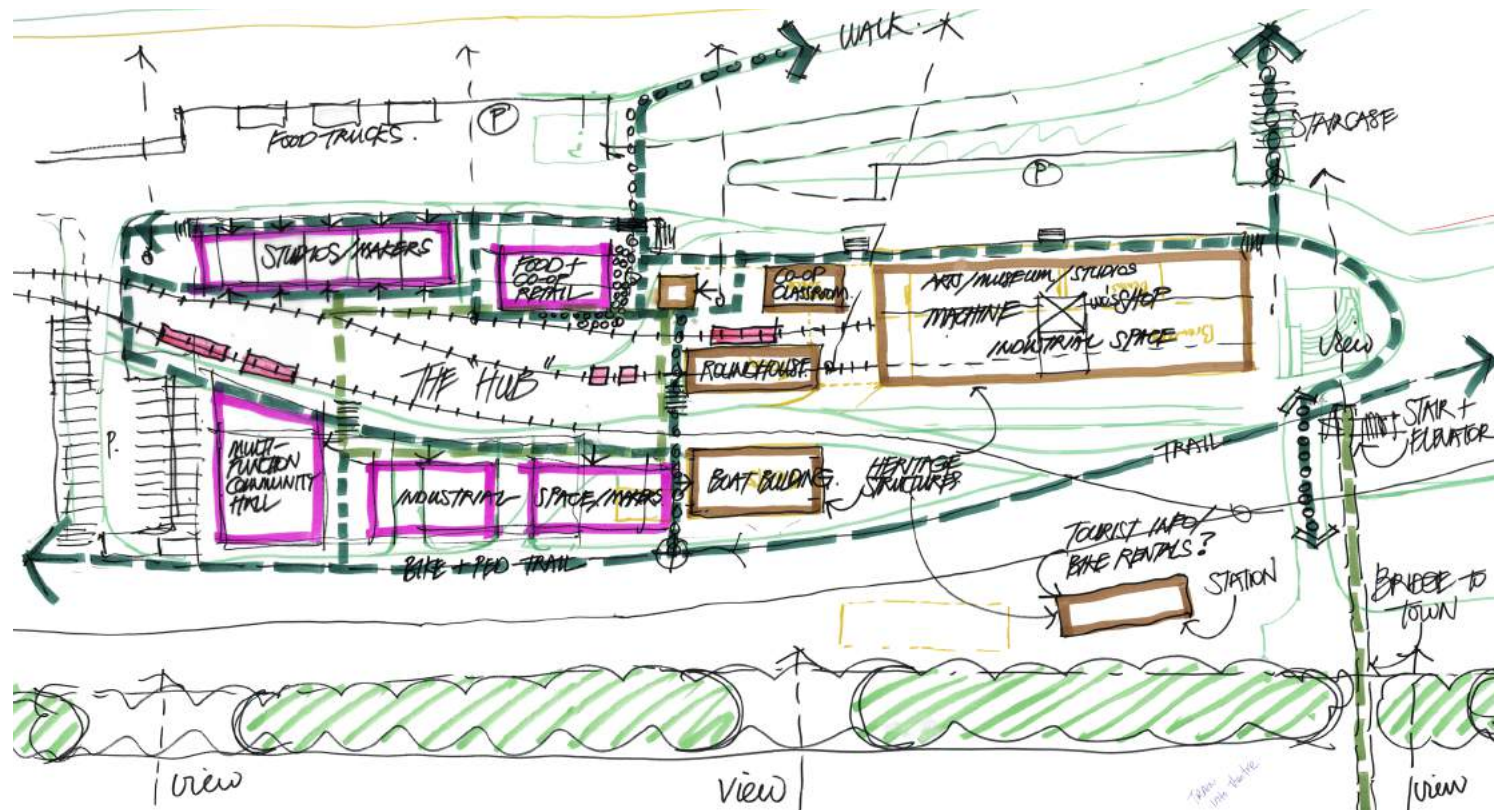 WALK.
FOOD TRUCKS.
P
STAIRCASE
P
STUDIOS/MAKERS
FOOD +
CO-OP
RETAIL
CO-OP
CLASSROOM.
ARTS/MUSEUM/STUDIOS
MACHINE
SHOP
INDUSTRIAL SPACE
View
THE "HUB"
ROUNDHOUSE
P.
MULTI-
FUNCTION
COMMUNITY
HALL
INDUSTRIAL
SPACE/MAKERS
BOAT BUILDING.
HERITAGE
STRUCTURES
TRAIL
STAIR +
ELEVATOR
BIKE + PED TRAIL
TOURIST INFO/
BIKE RENTALS?
STATION
BRIDGE TO
TOWN
View
View
View
TRAIN